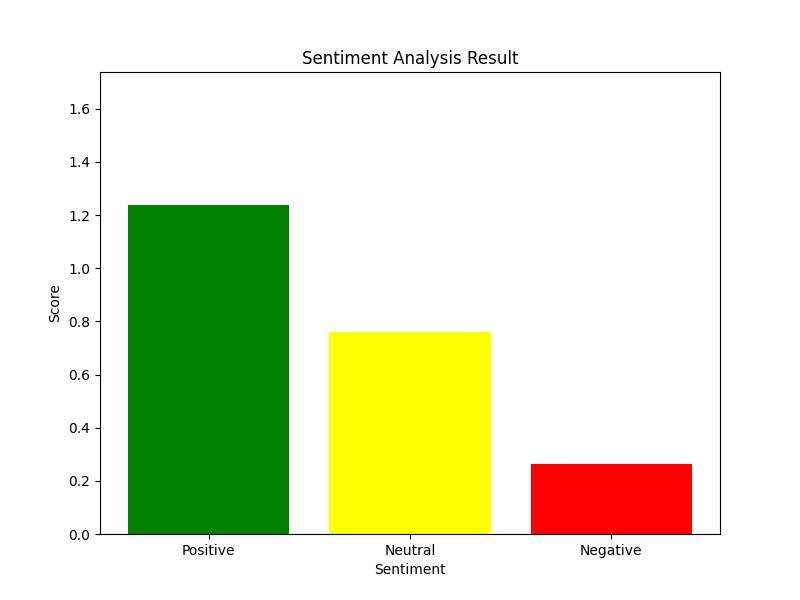 Sentiment Analysis Result
1.6
1.4
1.2
1.0
0.8
0.6
0.4
0.2
0.0
Score
Positive
Neutral
Negative
Sentiment